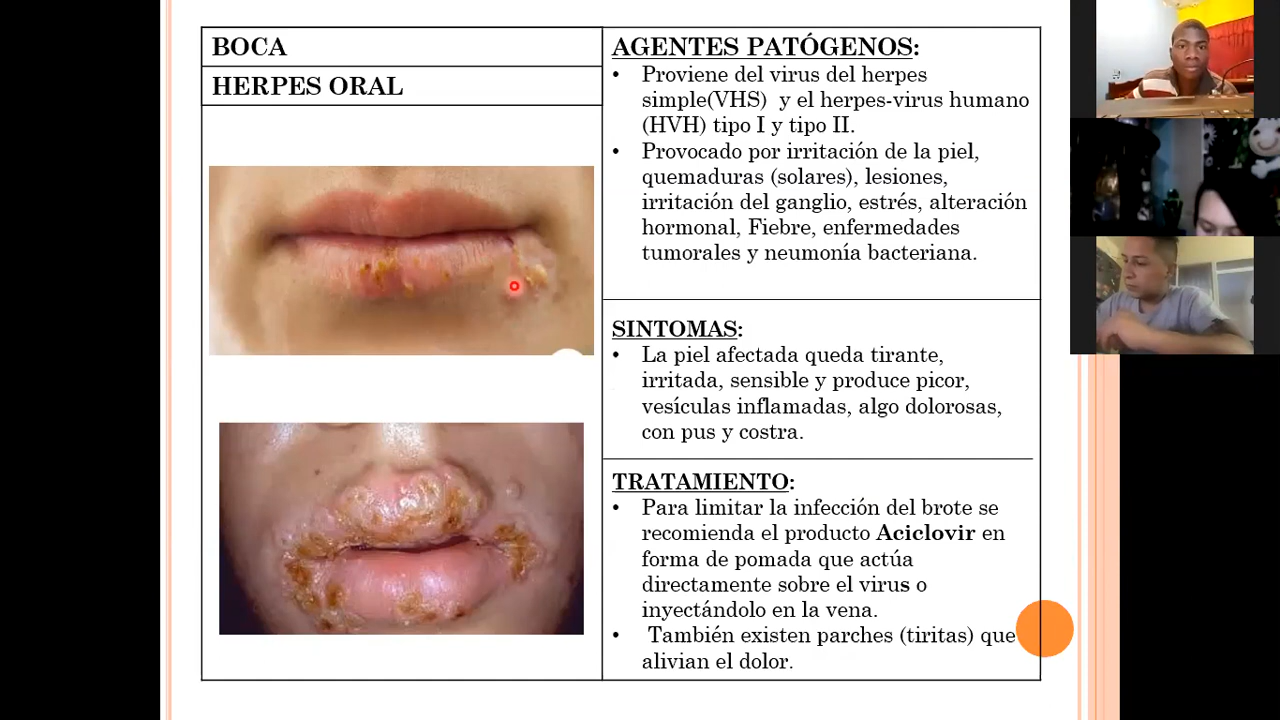 BOCA
HERPES ORAL
AGENTES PATÓGENOS:
• Proviene del virus del herpes
simple(VHS) y el herpes-virus humano
(HVH) tipo I y tipo II.
• Provocado por irritación de la piel,
quemaduras (solares), lesiones,
irritación del ganglio, estrés, alteración
hormonal, Fiebre, enfermedades
tumorales y neumonía bacteriana.
SINTOMAS:
• La piel afectada queda tirante,
irritada, sensible y produce picor,
vesículas inflamadas, algo dolorosas,
con pus y costra.
TRATAMIENTO:
• Para limitar la infección del brote se
recomienda el producto Aciclovir en
forma de pomada que actúa
directamente sobre el virus o
inyectándolo en la vena.
• También existen parches (tiritas) que
alivian el dolor.